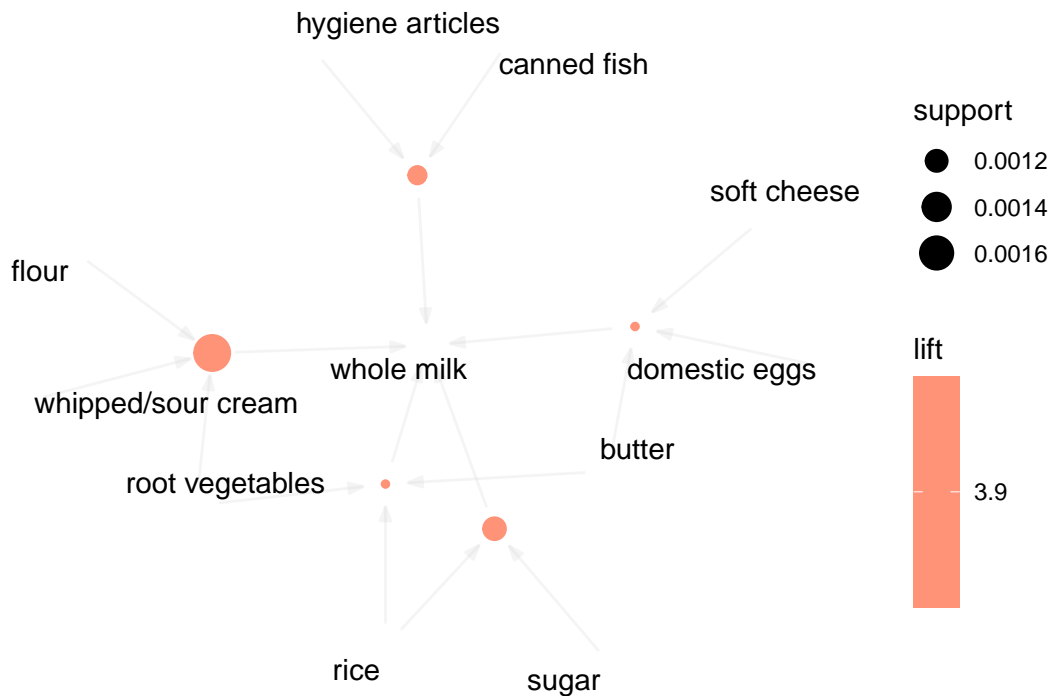 hygiene articles
canned fish
support
0.0012
soft cheese
0.0014
0.0016
flour
lift
whole milk
domestic eggs
whipped/sour cream
butter
root vegetables
3.9
rice
sugar